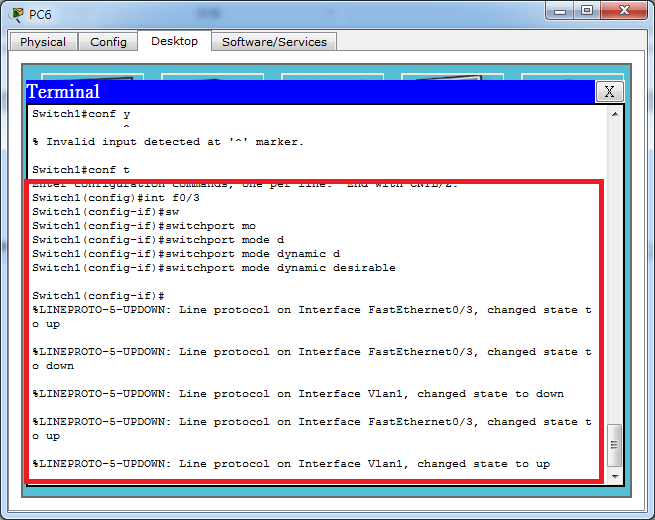 PC6
Physical Config Desktop Software/Services
Terminal X
Switch1#conf y
^
% Invalid input detected at '^' marker.
Switch1#conf t
Enter configuration commands, one per line. End with CNTL/Z.
Switch1(config)#int f0/3
Switch1(config-if)#sw
Switch1(config-if)#switchport mo
Switch1(config-if)#switchport mode d
Switch1(config-if)#switchport mode dynamic d
Switch1(config-if)#switchport mode dynamic desirable
Switch1(config-if)#
%LINEPROTO-5-UPDOWN: Line protocol on Interface FastEthernet0/3, changed state t
o up
%LINEPROTO-5-UPDOWN: Line protocol on Interface FastEthernet0/3, changed state t
o down
%LINEPROTO-5-UPDOWN: Line protocol on Interface Vlan1, changed state to down
%LINEPROTO-5-UPDOWN: Line protocol on Interface FastEthernet0/3, changed state t
o up
%LINEPROTO-5-UPDOWN: Line protocol on Interface Vlan1, changed state to up